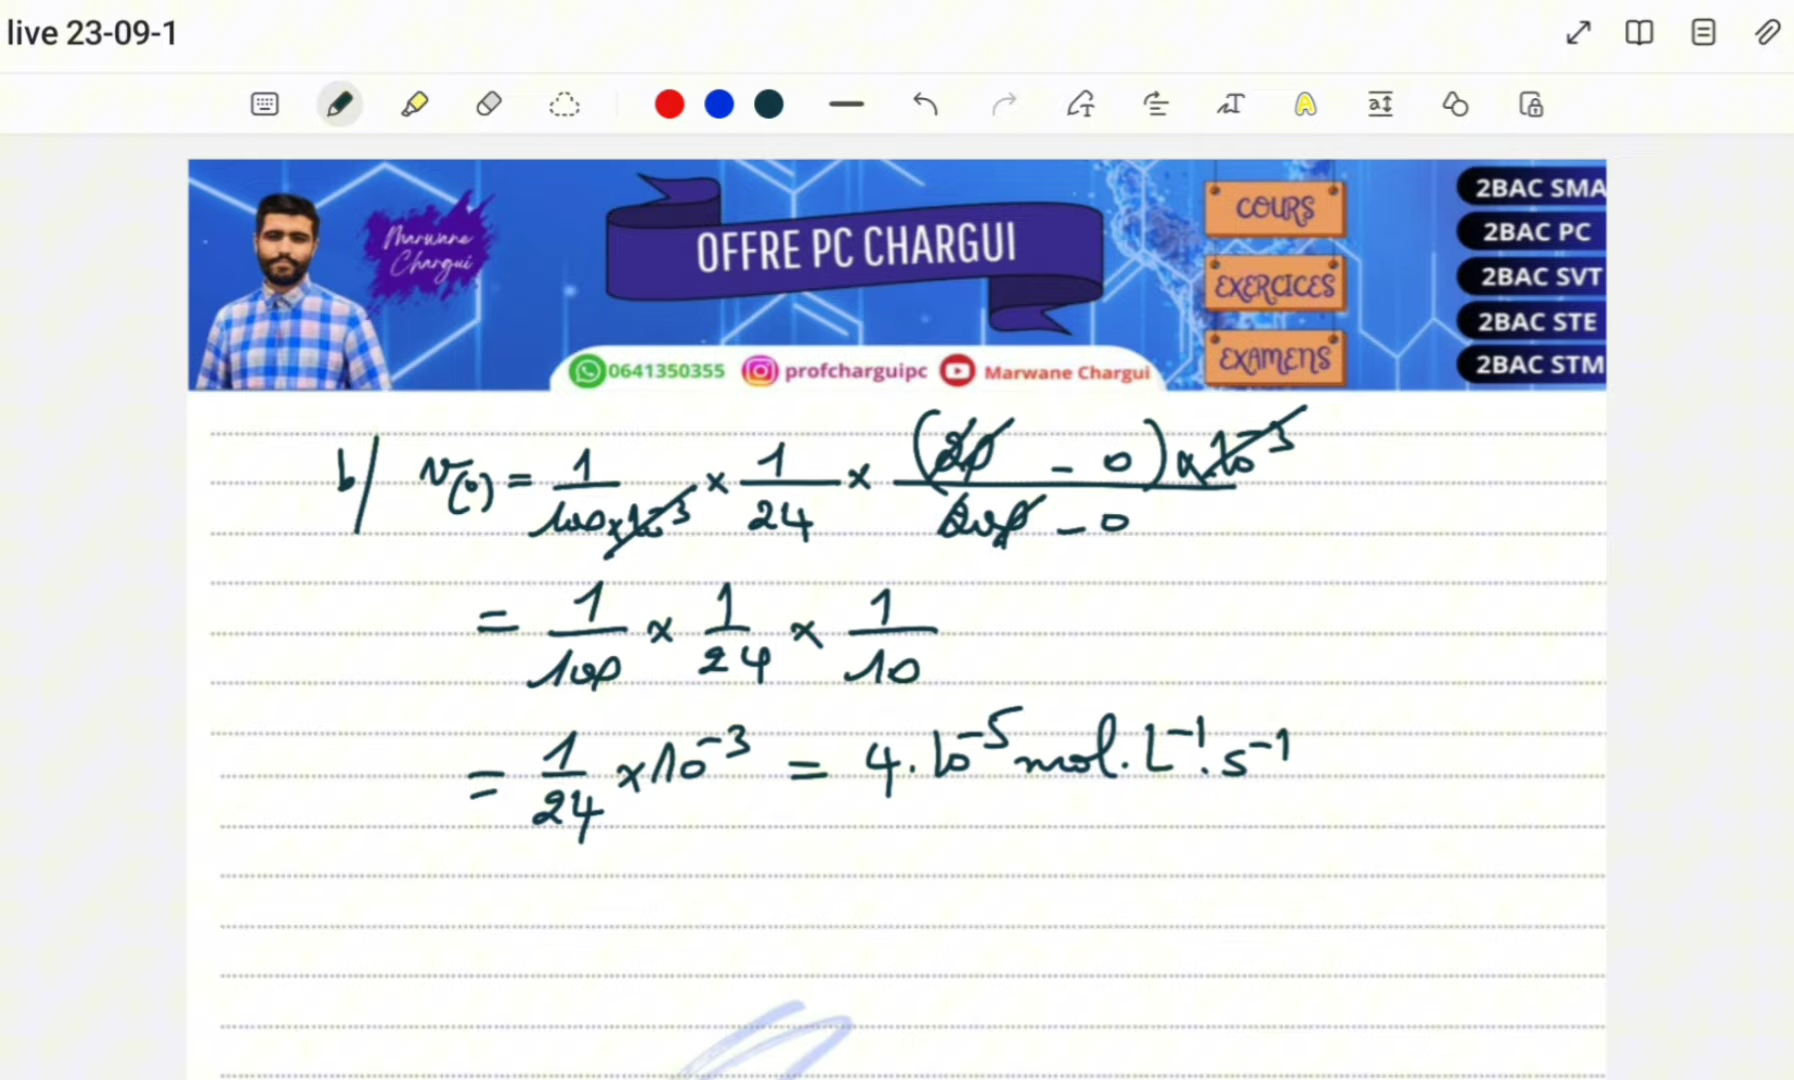 live 23-09-1
Marwane
Chargui
OFFRE PC CHARGUI
COURS
EXERCICES
EXAMENS
2BAC SMA
2BAC PC
2BAC SVT
2BAC STE
2BAC STM
0641350355 profcharguipc Marwane Chargui
b/ v(0) = 1/(100×10^-3) × 1/24 × ((20 - 0)×10^-3)/(200 - 0)
= 1/100 × 1/24 × 1/10
= 1/24 ×10^-3 = 4.10^-5 mol.L^-1.s^-1